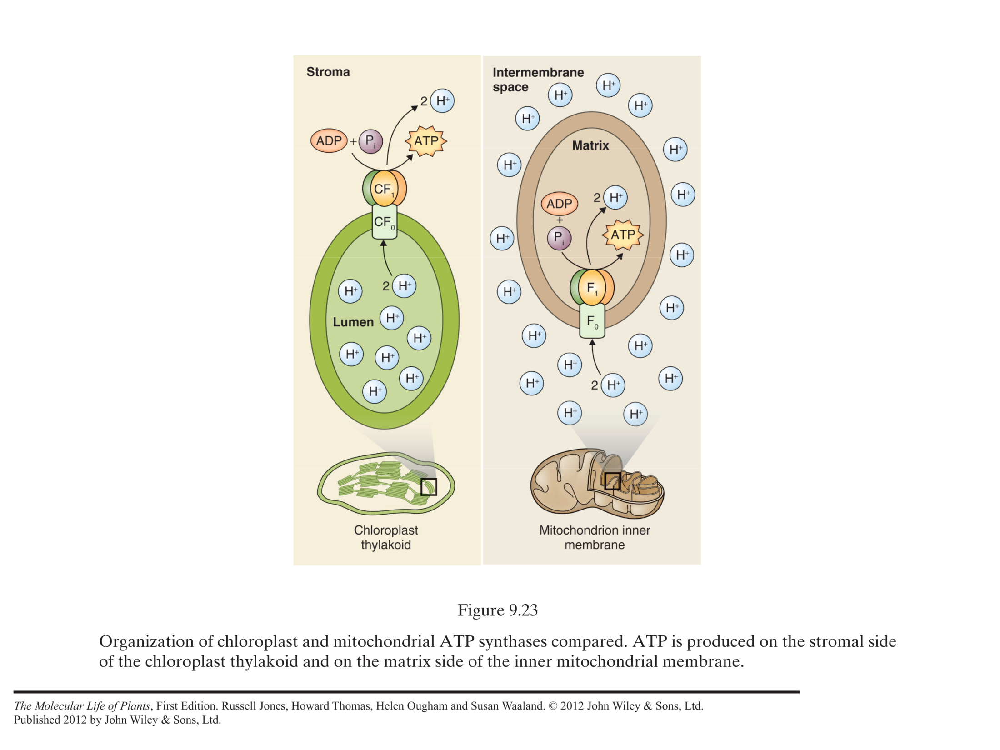 Stroma
2 H⁺
ADP + Pᵢ
ATP
CF₁
CF₀
H⁺
2 H⁺
H⁺
Lumen
H⁺
H⁺
H⁺
H⁺
H⁺
Chloroplast
thylakoid
Intermembrane
space
H⁺
H⁺
H⁺
H⁺
H⁺
Matrix
H⁺
H⁺
ADP
+
Pᵢ
2 H⁺
ATP
H⁺
H⁺
F₁
F₀
H⁺
H⁺
H⁺
H⁺
H⁺
H⁺
2 H⁺
H⁺
H⁺
H⁺
Mitochondrion inner
membrane
Figure 9.23
Organization of chloroplast and mitochondrial ATP synthases compared. ATP is produced on the stromal side
of the chloroplast thylakoid and on the matrix side of the inner mitochondrial membrane.
The Molecular Life of Plants, First Edition. Russell Jones, Howard Thomas, Helen Ougham and Susan Waaland. © 2012 John Wiley & Sons, Ltd.
Published 2012 by John Wiley & Sons, Ltd.